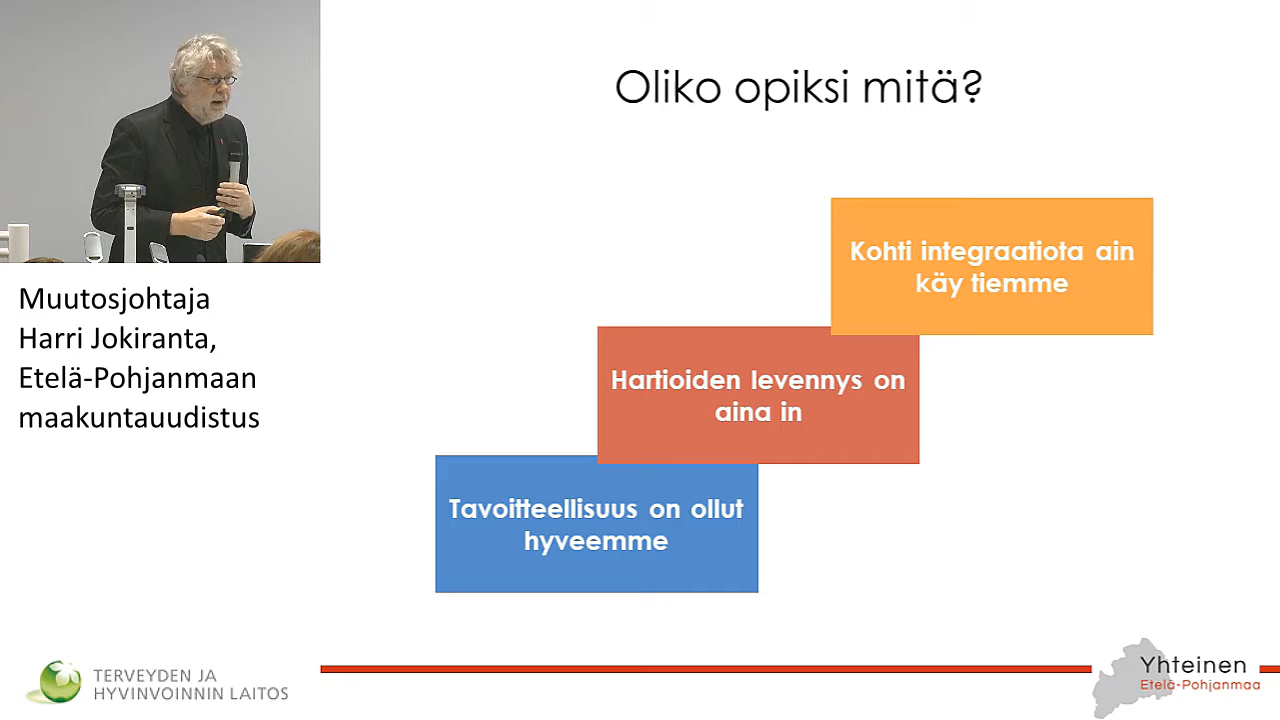 Oliko opiksi mitä?
Kohti integraatiota ain
käy tiemme
Hartioiden levennys on
aina in
Tavoitteellisuus on ollut
hyveemme
Muutosjohtaja
Harri Jokiranta,
Etelä-Pohjanmaan
maakuntauudistus
TERVEYDEN JA
HYVINVOINNIN LAITOS
Yhteinen
Etelä-Pohjanmaa